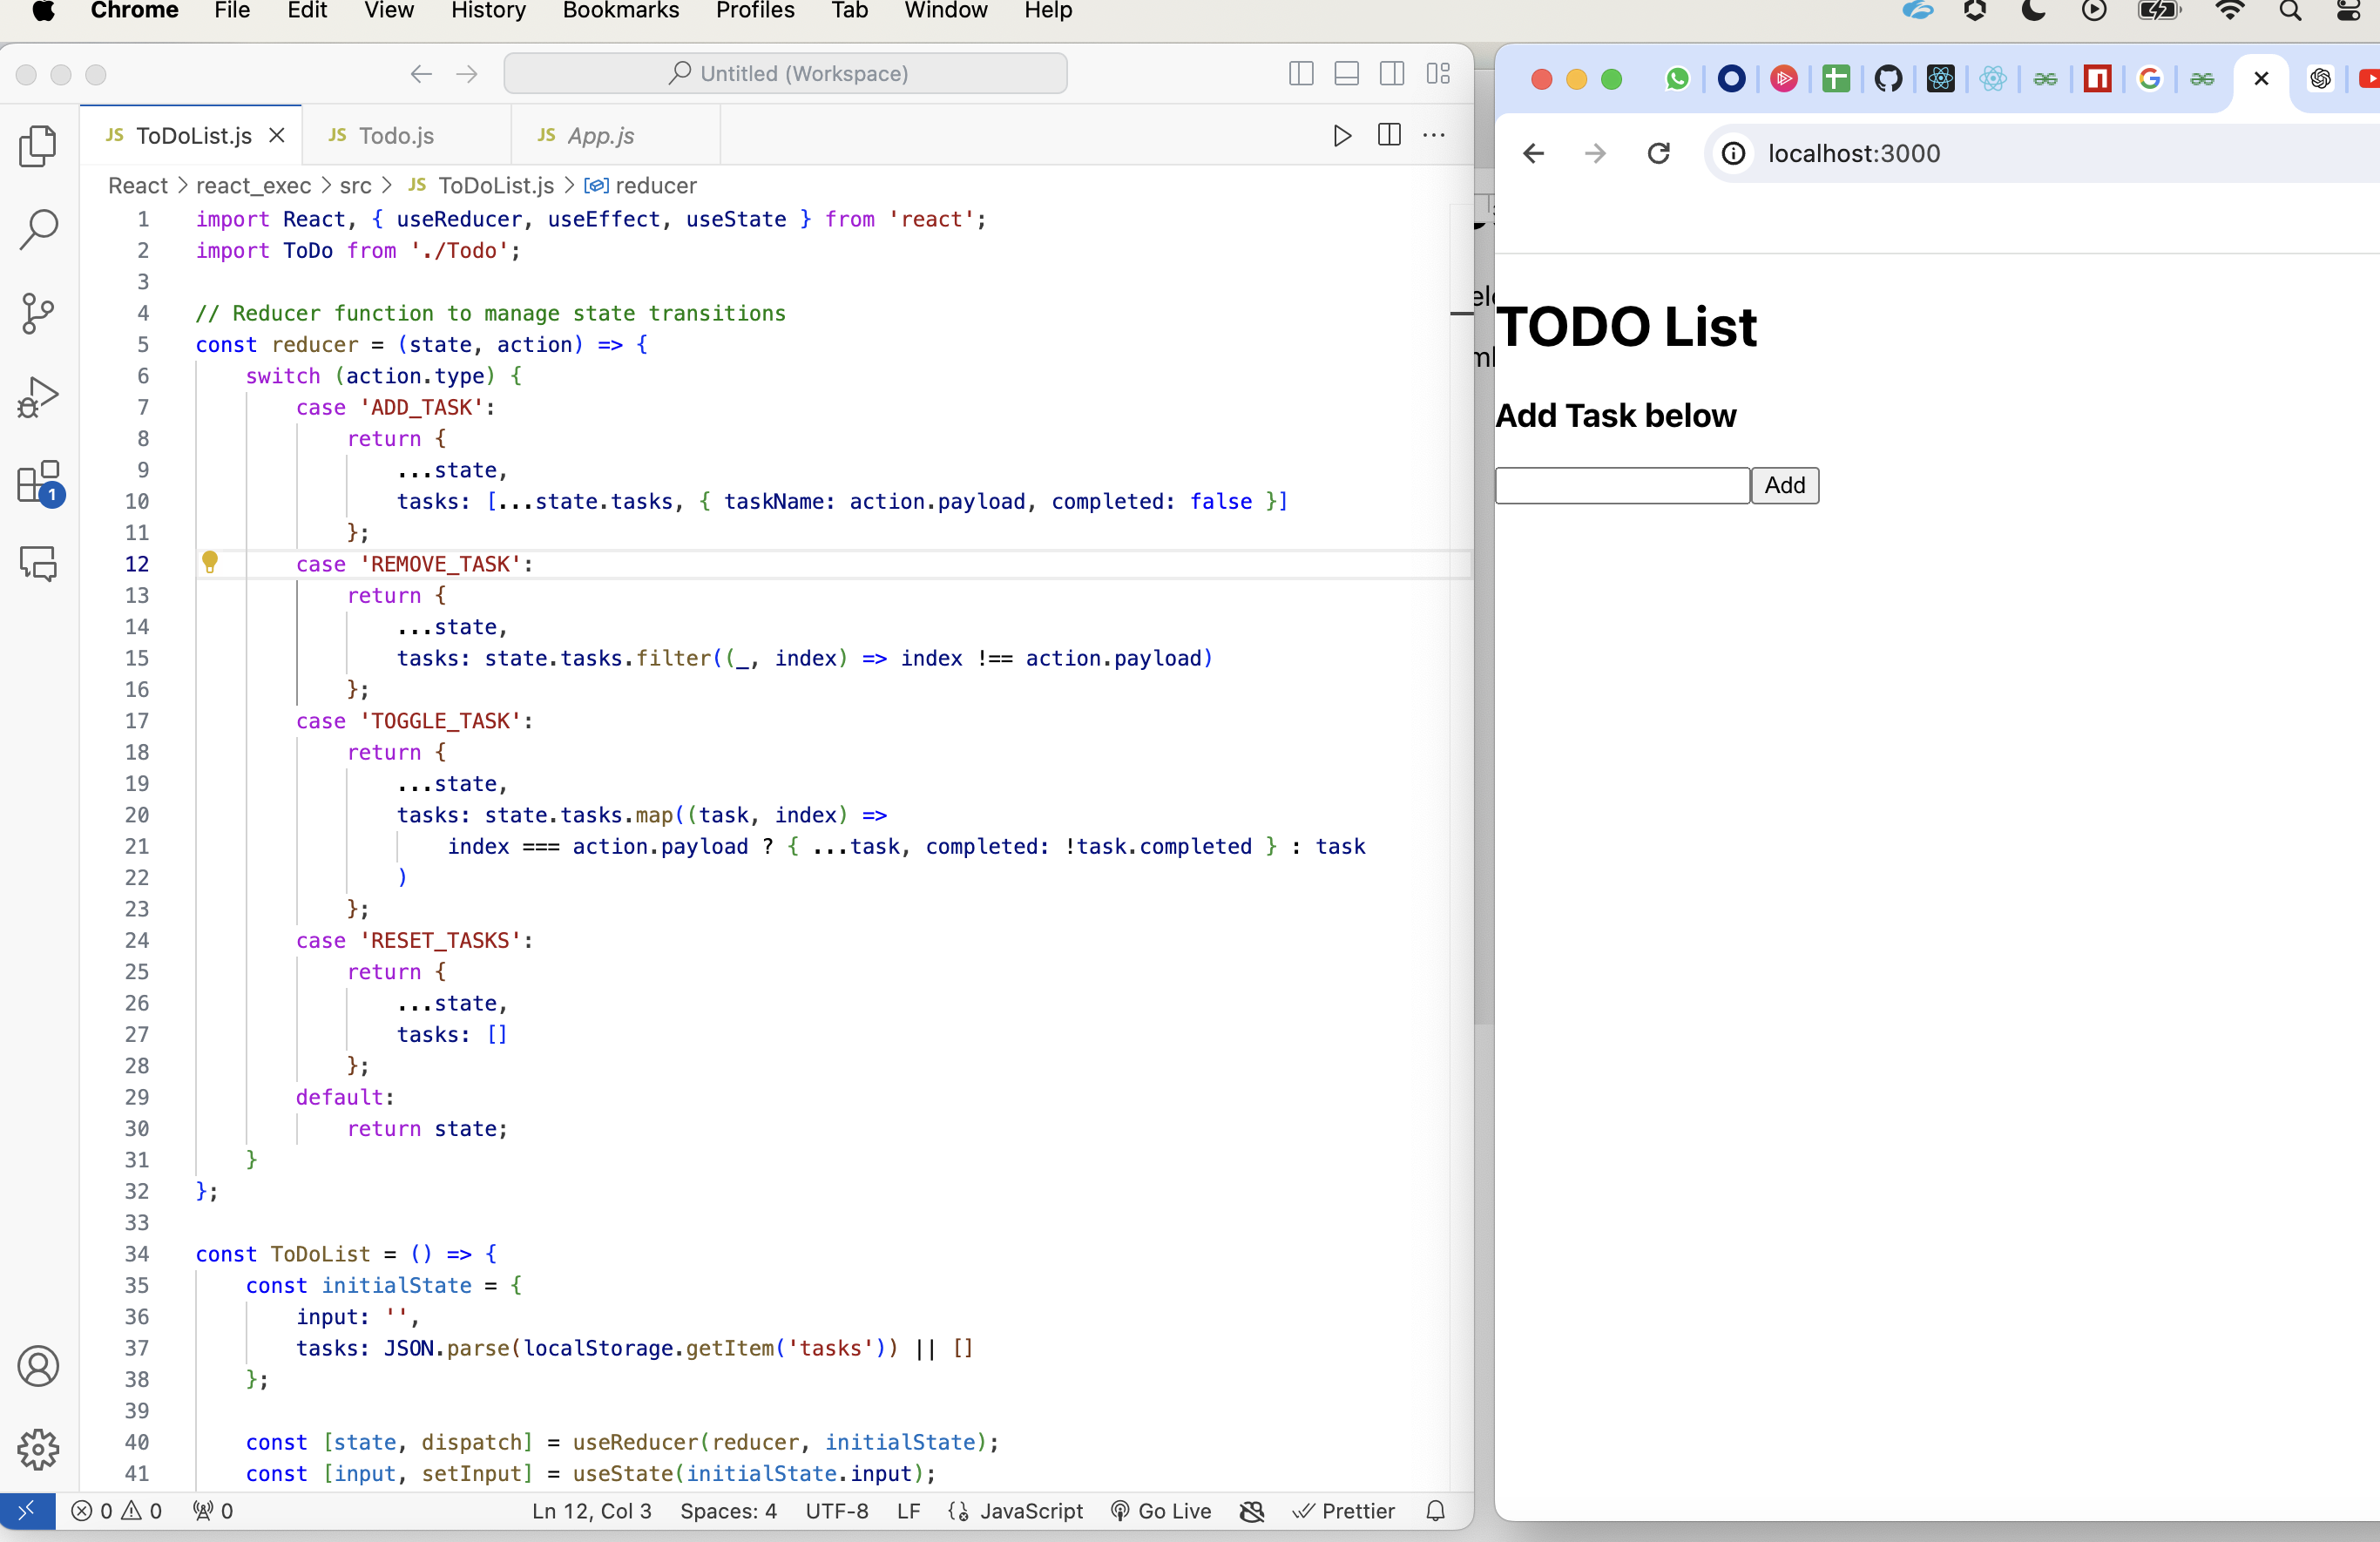 Chrome File Edit View History Bookmarks Profiles Tab Window Help
Untitled (Workspace)
JS ToDoList.js JS Todo.js JS App.js
React > react_exec > src > JS ToDoList.js > reducer
1 import React, { useReducer, useEffect, useState } from 'react';
2 import ToDo from './Todo';
3
4 // Reducer function to manage state transitions
5 const reducer = (state, action) => {
6 switch (action.type) {
7 case 'ADD_TASK':
8 return {
9 ...state,
10 tasks: [...state.tasks, { taskName: action.payload, completed: false }]
11 };
12 case 'REMOVE_TASK':
13 return {
14 ...state,
15 tasks: state.tasks.filter((_, index) => index !== action.payload)
16 };
17 case 'TOGGLE_TASK':
18 return {
19 ...state,
20 tasks: state.tasks.map((task, index) =>
21 index === action.payload ? { ...task, completed: !task.completed } : task
22 )
23 };
24 case 'RESET_TASKS':
25 return {
26 ...state,
27 tasks: []
28 };
29 default:
30 return state;
31 }
32 };
33
34 const ToDoList = () => {
35 const initialState = {
36 input: '',
37 tasks: JSON.parse(localStorage.getItem('tasks')) || []
38 };
39
40 const [state, dispatch] = useReducer(reducer, initialState);
41 const [input, setInput] = useState(initialState.input);
1
0 0 0 Ln 12, Col 3 Spaces: 4 UTF-8 LF JavaScript Go Live Prettier
localhost:3000
TODO List
Add Task below
Add